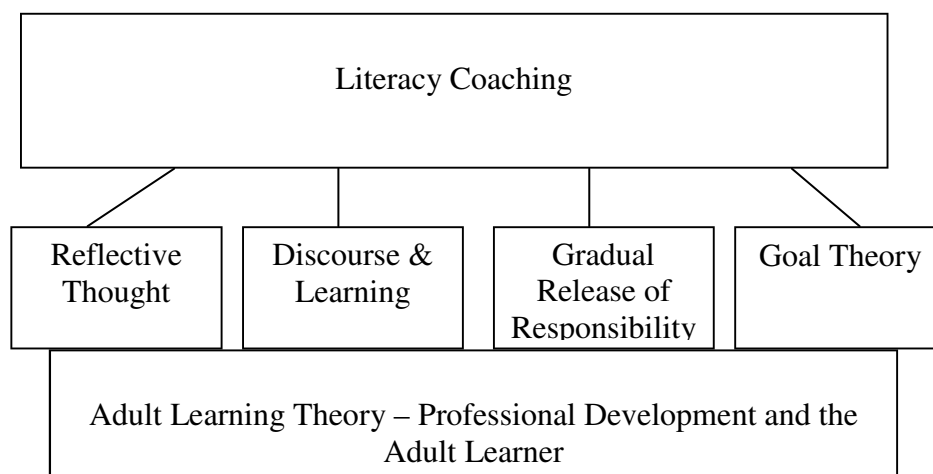 Literacy Coaching
Reflective
Thought
Discourse &
Learning
Gradual
Release of
Responsibility
Goal Theory
Adult Learning Theory – Professional Development and the
Adult Learner